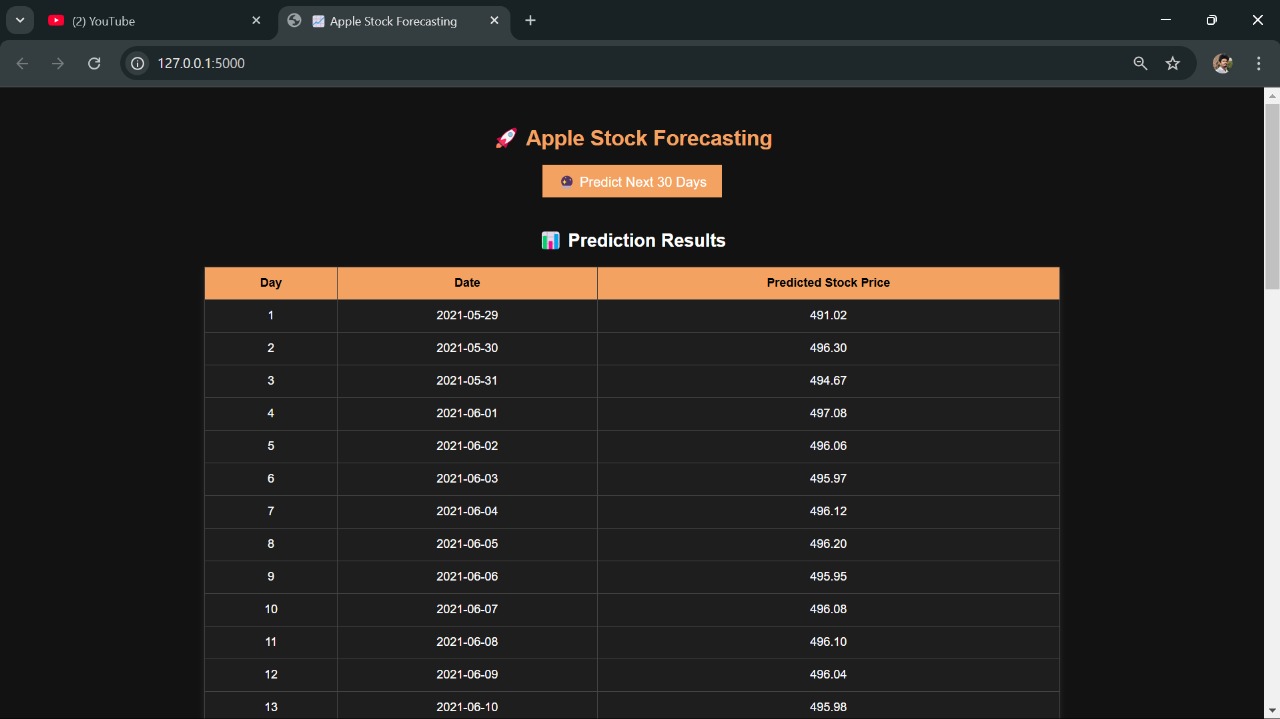 (2) YouTube
Apple Stock Forecasting
127.0.0.1:5000
🚀 Apple Stock Forecasting
🔮 Predict Next 30 Days
📊 Prediction Results
Day Date Predicted Stock Price
1 2021-05-29 491.02
2 2021-05-30 496.30
3 2021-05-31 494.67
4 2021-06-01 497.08
5 2021-06-02 496.06
6 2021-06-03 495.97
7 2021-06-04 496.12
8 2021-06-05 496.20
9 2021-06-06 495.95
10 2021-06-07 496.08
11 2021-06-08 496.10
12 2021-06-09 496.04
13 2021-06-10 495.98